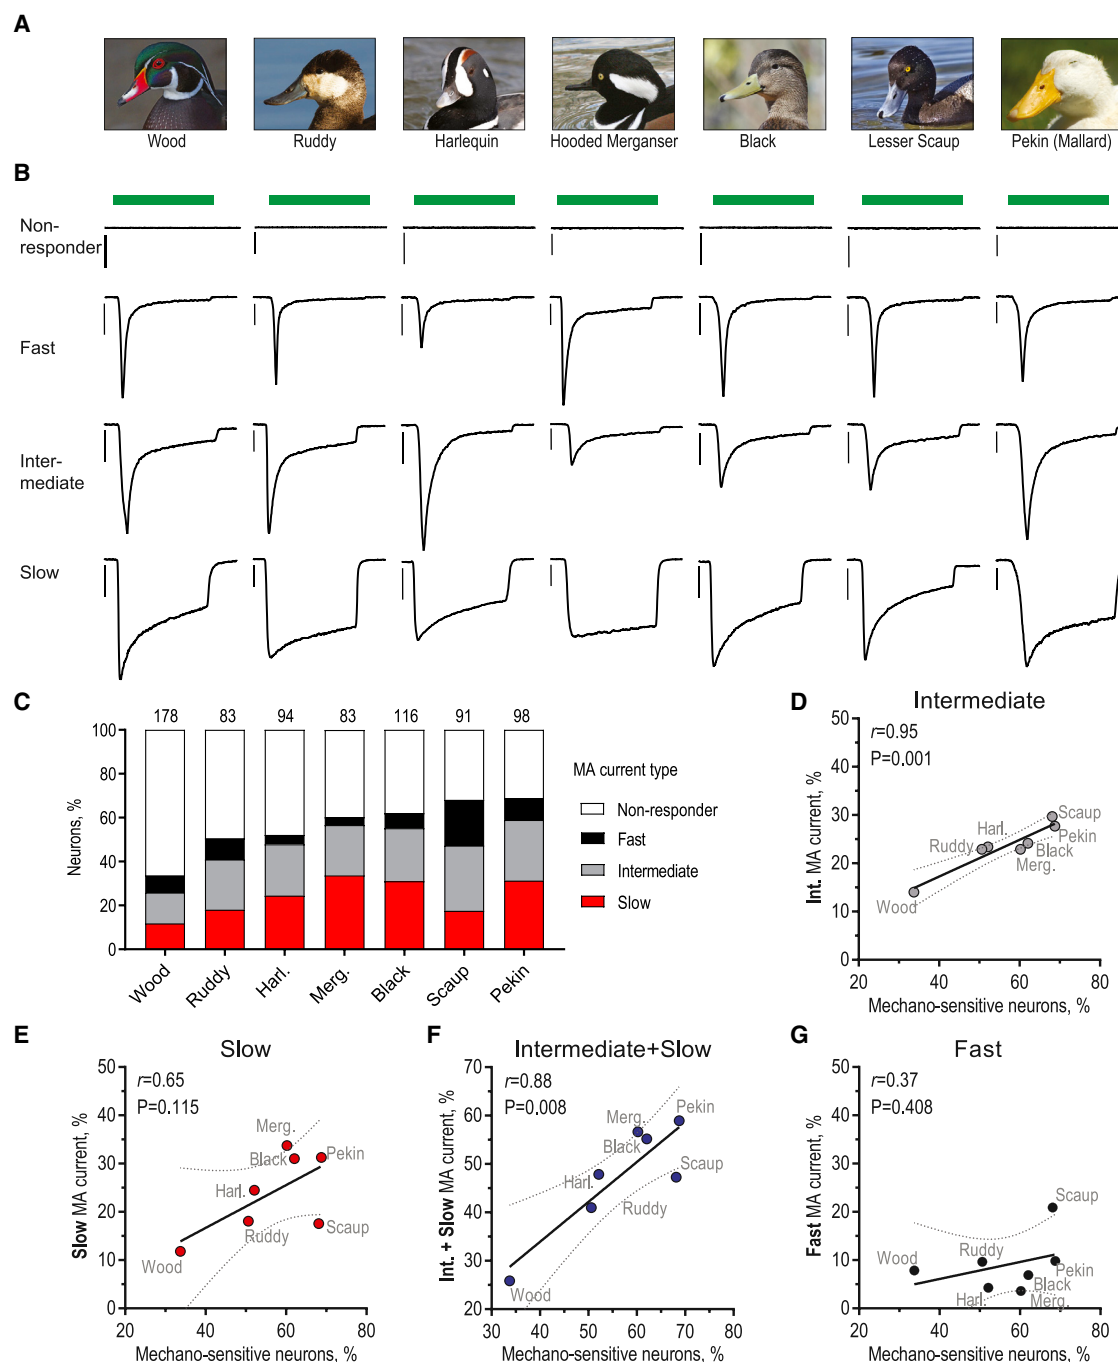 A
Wood
Ruddy
Harlequin
Hooded Merganser
Black
Lesser Scaup
Pekin (Mallard)
B
Non-
responder
Fast
Inter-
mediate
Slow
C
178 83 94 83 116 91 98
100
80
60
40
20
0
Neurons, %
Wood
Ruddy
Harl.
Merg.
Black
Scaup
Pekin
MA current type
Non-responder
Fast
Intermediate
Slow
D
Intermediate
r=0.95
P=0.001
50
40
30
20
10
0
Int. MA current, %
Scaup
Harl.
Ruddy
Pekin
Black
Merg.
Wood
20 40 60 80
Mechano-sensitive neurons, %
E
Slow
r=0.65
P=0.115
50
40
30
20
10
0
Slow MA current, %
Merg.
Black
Pekin
Harl.
Ruddy
Scaup
Wood
20 40 60 80
Mechano-sensitive neurons, %
F
Intermediate+Slow
r=0.88
P=0.008
70
60
50
40
30
20
Int. + Slow MA current, %
Pekin
Merg.
Black
Scaup
Harl.
Ruddy
Wood
30 40 50 60 70 80
Mechano-sensitive neurons, %
G
Fast
r=0.37
P=0.408
50
40
30
20
10
0
Fast MA current, %
Scaup
Wood
Ruddy
Pekin
Black
Harl.
Merg.
20 40 60 80
Mechano-sensitive neurons, %